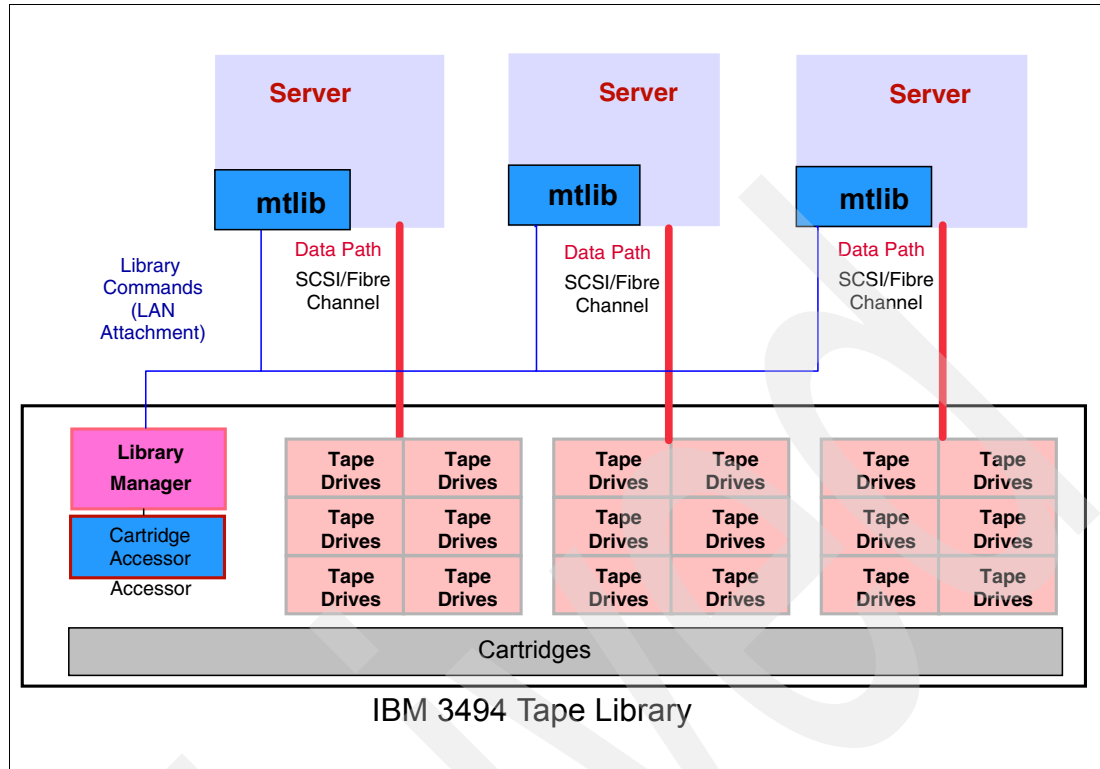 Server
Server
Server
mtlib
mtlib
mtlib
Data Path
SCSI/Fibre
Channel
Data Path
SCSI/Fibre
Channel
Data Path
SCSI/Fibre
Channel
Library
Commands
(LAN
Attachment)
Library
Manager
Cartridge
Accessor
Accessor
Tape
Drives
Tape
Drives
Tape
Drives
Tape
Drives
Tape
Drives
Tape
Drives
Tape
Drives
Tape
Drives
Tape
Drives
Tape
Drives
Tape
Drives
Tape
Drives
Tape
Drives
Tape
Drives
Tape
Drives
Tape
Drives
Tape
Drives
Tape
Drives
Cartridges
IBM 3494 Tape Library